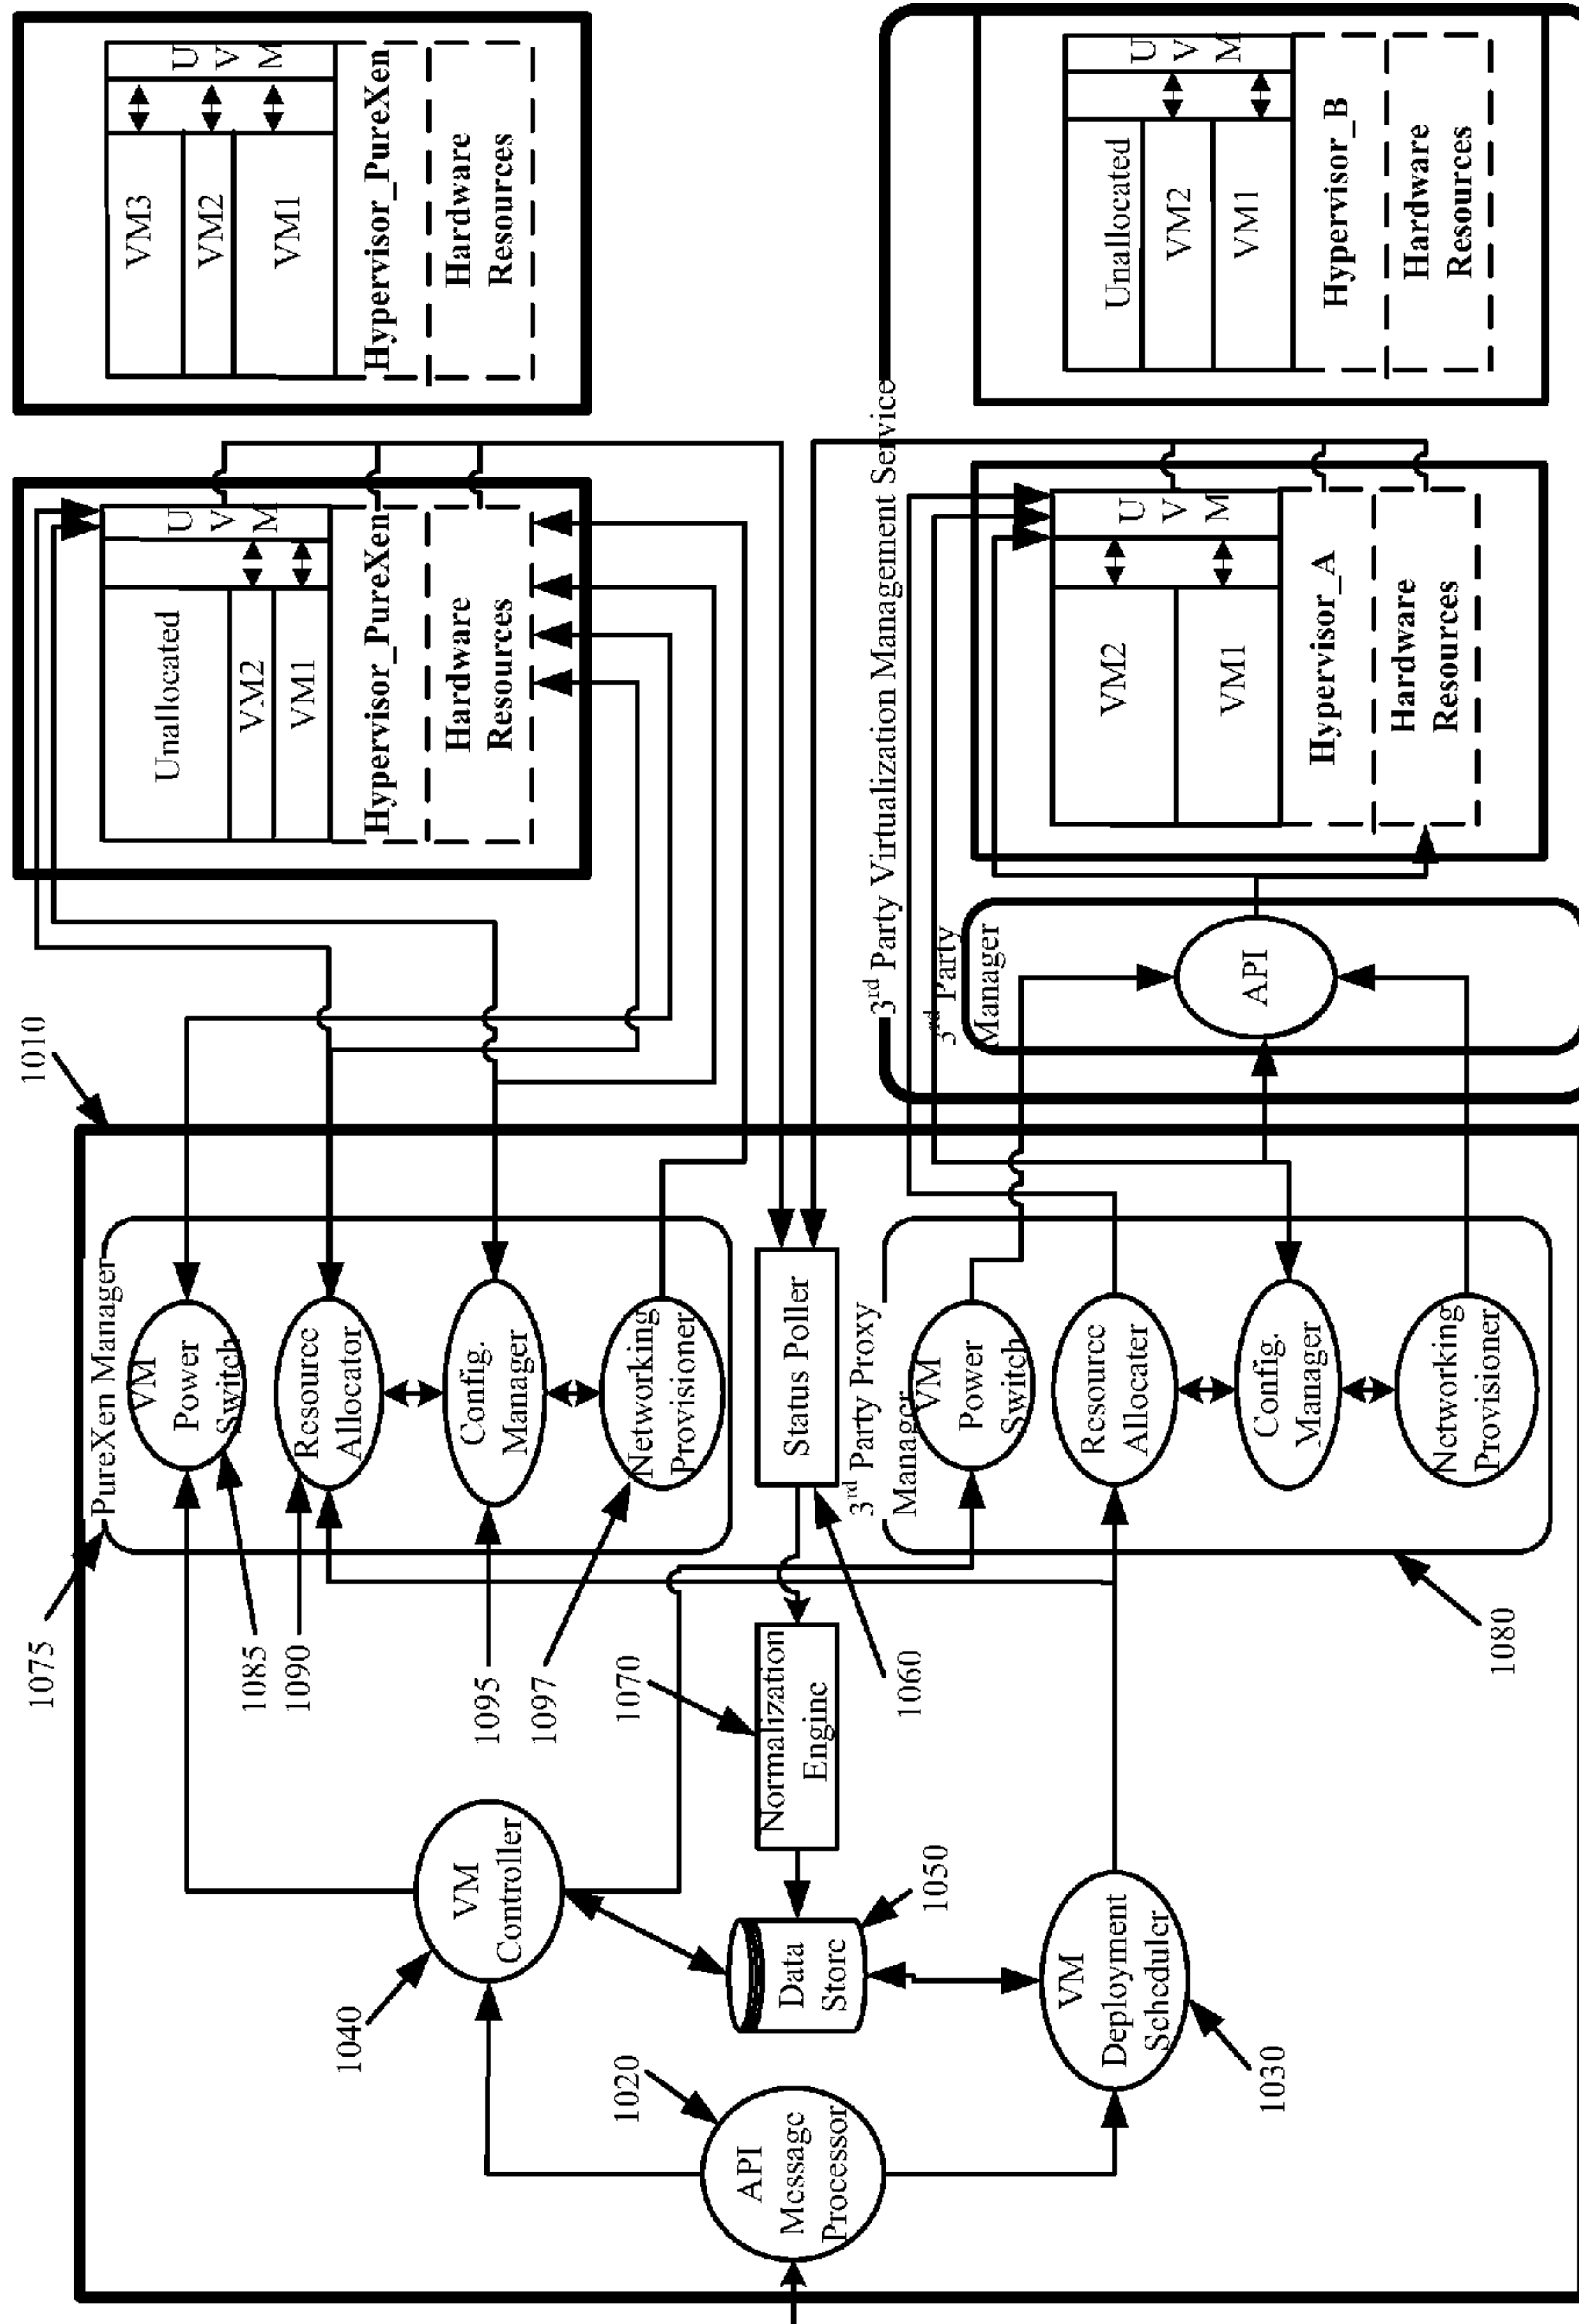 1010
1075
PureXen Manager
VM
Power
Switch
1085
Resource
Allocator
1090
Config.
Manager
1095
Networking
Provisioner
1097
VM
Controller
1040
API
Message
Processor
1020
Data
Store
1050
Normalization
Engine
1070
Status Poller
1060
VM
Deployment
Scheduler
1030
3rd Party Proxy
Manager
VM
Power
Switch
Resource
Allocater
Config.
Manager
Networking
Provisioner
1080
Unallocated
VM2
VM1
U
V
M
Hypervisor_PureXen
Hardware
Resources
VM3
VM2
VM1
U
V
M
Hypervisor_PureXen
Hardware
Resources
3rd Party Virtualization Management Service
3rd Party
Manager
API
VM2
VM1
U
V
M
Hypervisor_A
Hardware
Resources
Unallocated
VM2
VM1
U
V
M
Hypervisor_B
Hardware
Resources